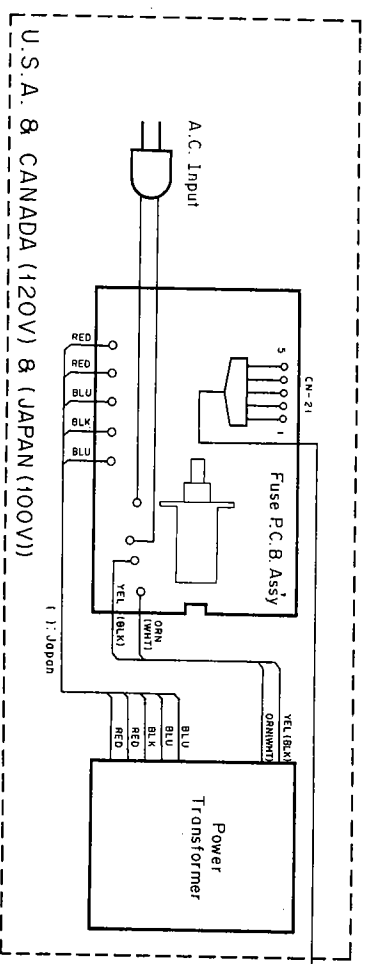 U.S.A. & CANADA (120V) & (JAPAN (100V))
A.C. Input
CN-21
5
1
Fuse P.C.B. Ass'y
RED
RED
BLU
BLK
BLU
YEL (BLK)
ORN (WHT)
YEL (BLK)
ORN (WHT)
BLU
BLU
BLK
RED
RED
Power
Transformer
( ): Japan